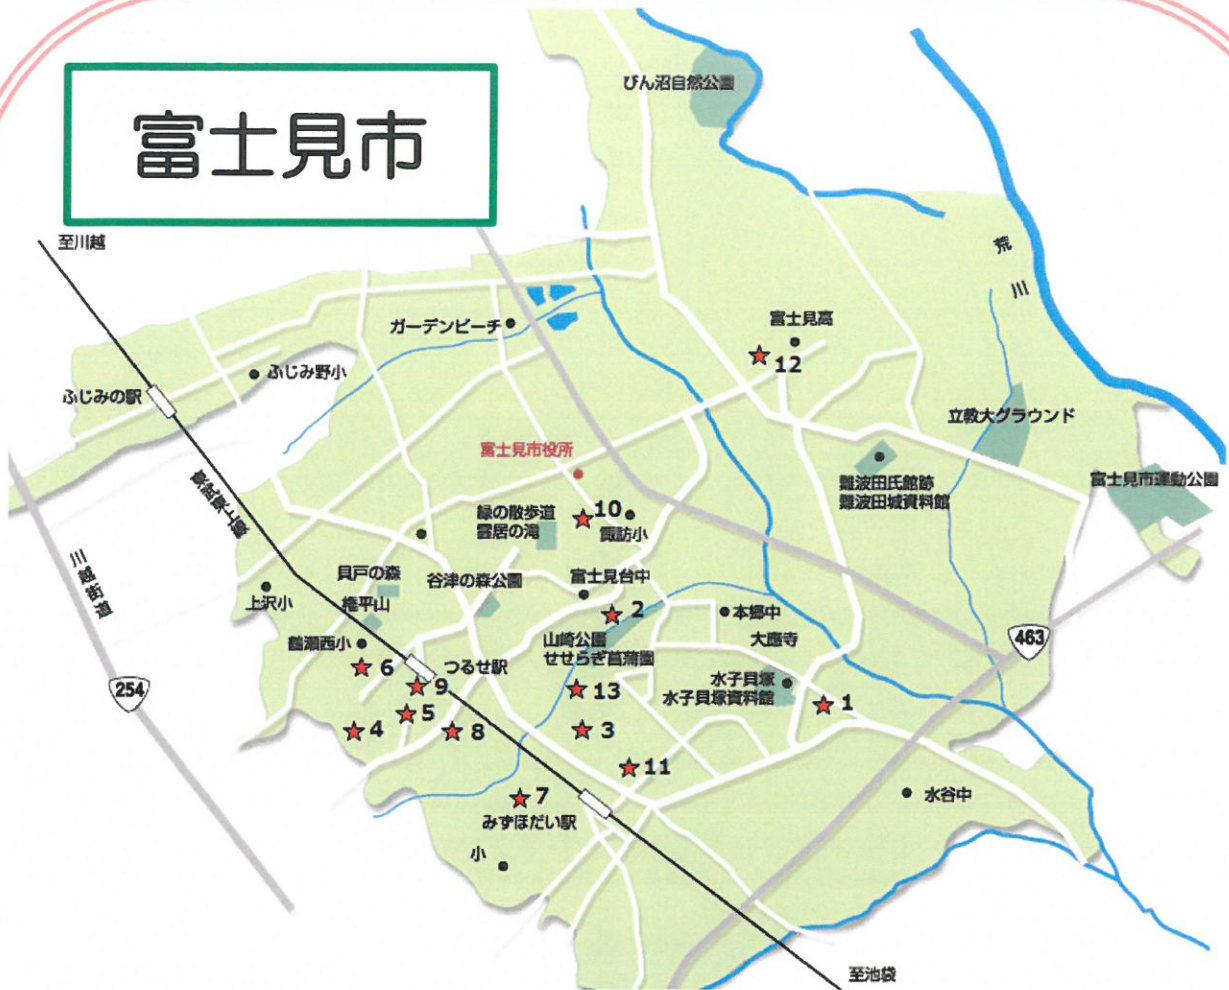 富士見市
びん沼自然公園
至川越
荒川
ガーデンビーチ
富士見高
12
ふじみ野小
ふじみの駅
立教大グラウンド
富士見市役所
東武東上線
難波田氏館跡
難波田城資料館
富士見市運動公園
緑の散歩道
雲居の滝
10
諏訪小
川越街道
貝戸の森
谷津の森公園
富士見台中
上沢小
権平山
2
本郷中
鶴瀬西小
山崎公園
せせらぎ菖蒲園
大應寺
463
6
つるせ駅
水子貝塚
水子貝塚資料館
254
9
13
1
5
4
8
3
11
7
みずほだい駅
水谷中
小
至池袋